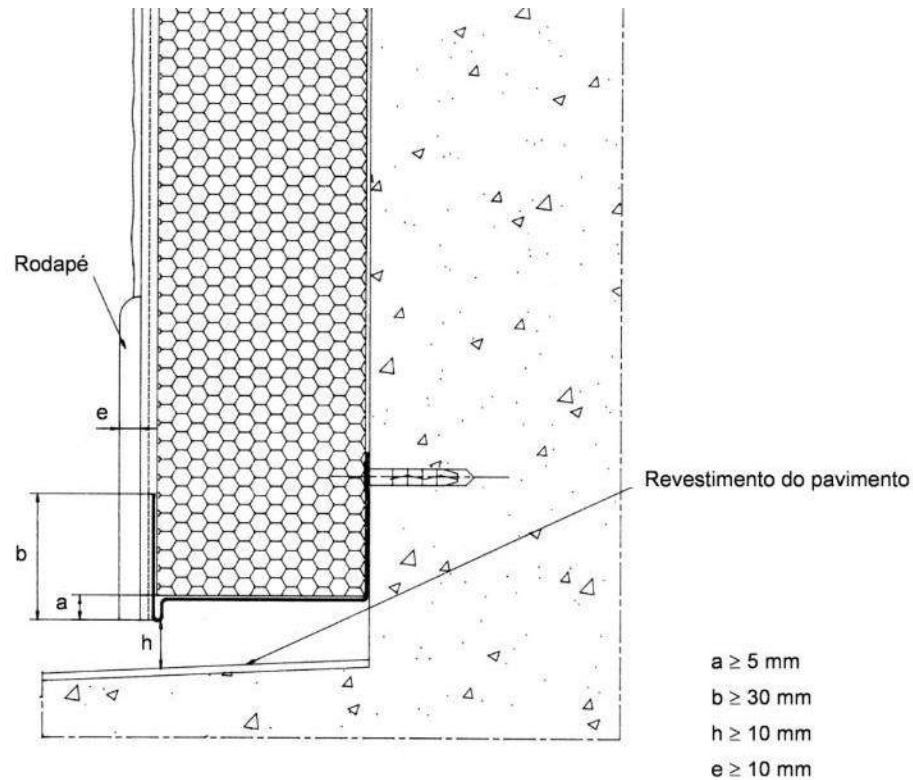 Rodapé
e
Revestimento do pavimento
b
a
h
a ≥ 5 mm
b ≥ 30 mm
h ≥ 10 mm
e ≥ 10 mm